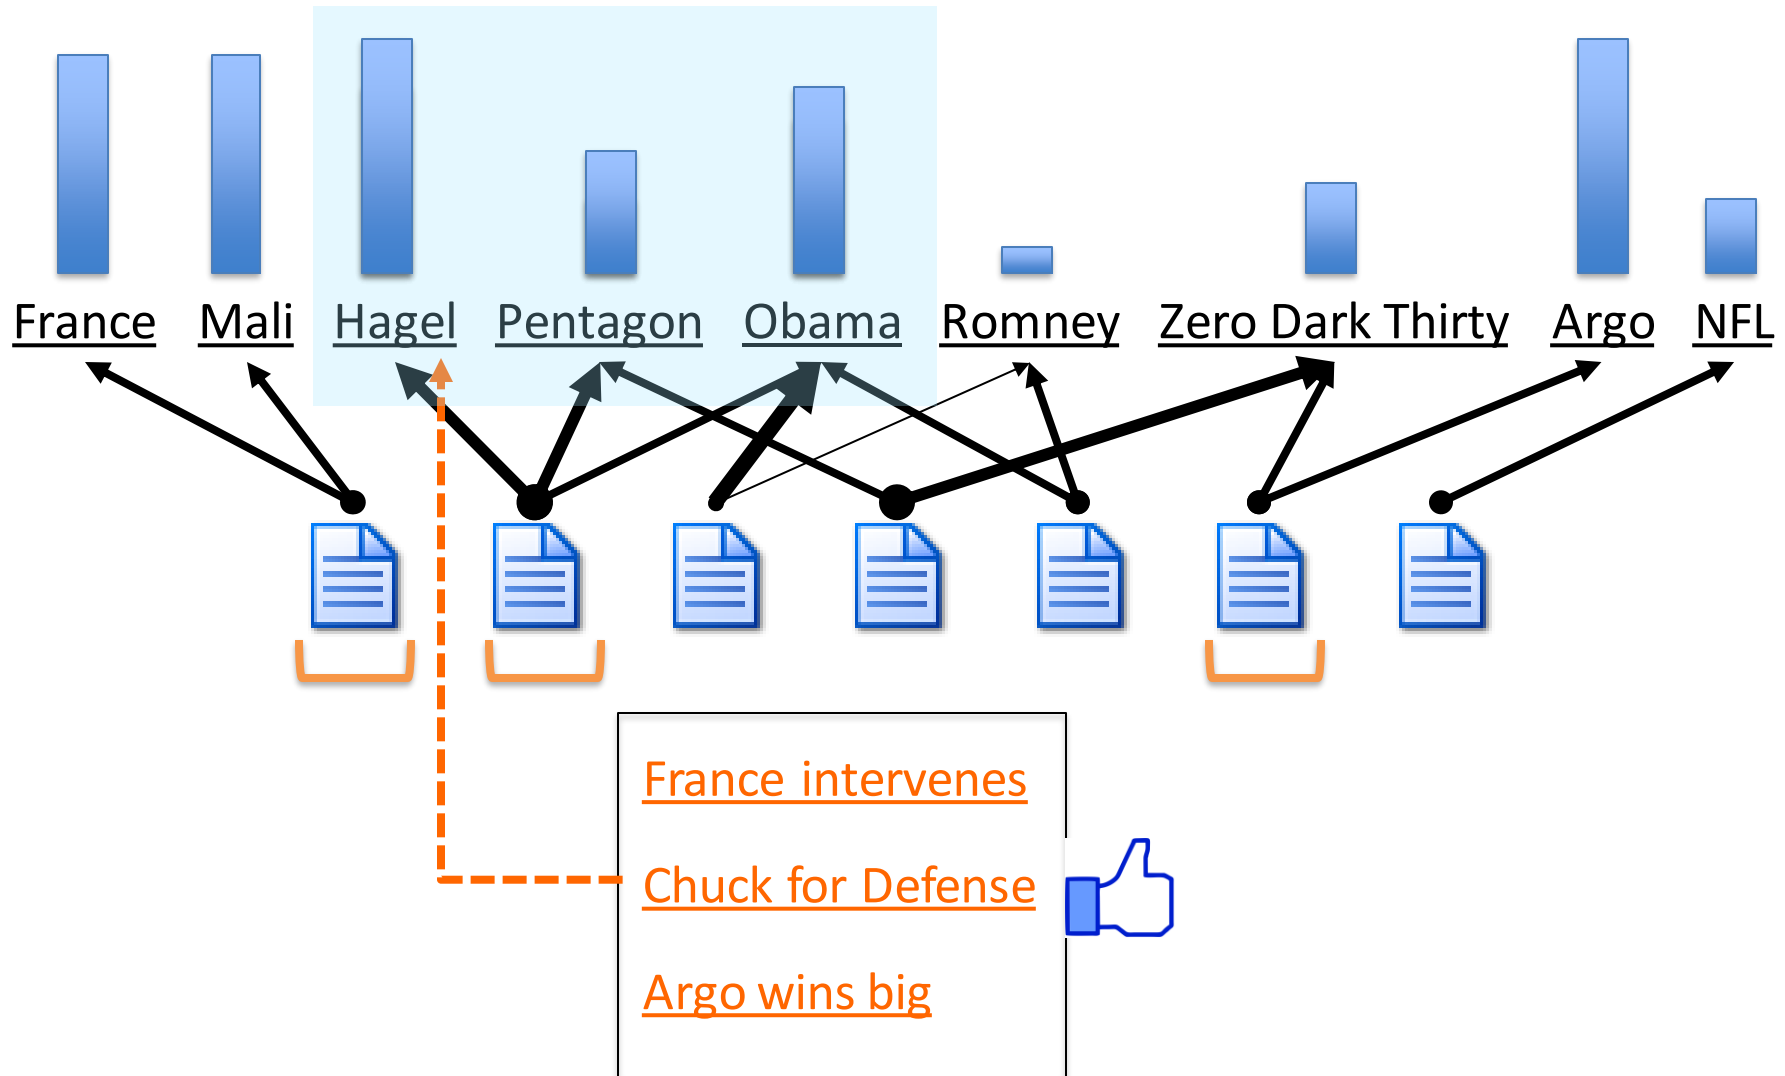 France Mali Hagel Pentagon Obama Romney Zero Dark Thirty Argo NFL
France intervenes
Chuck for Defense
Argo wins big